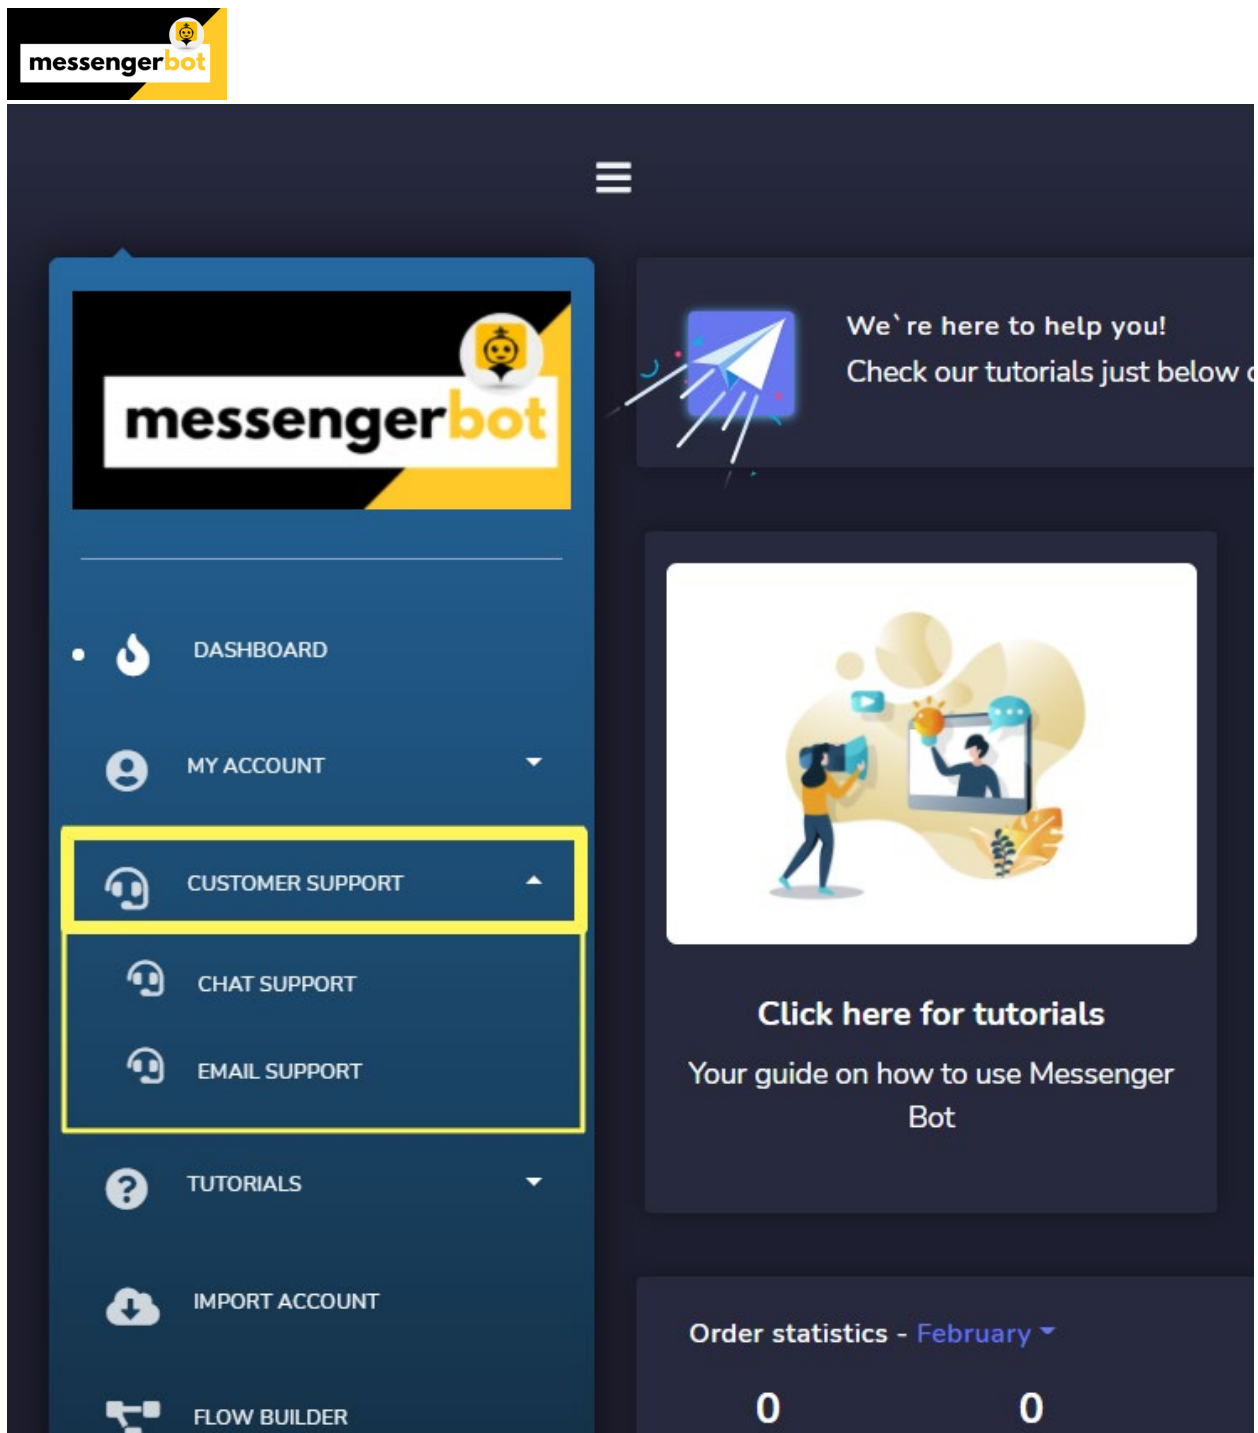 messengerbot
messengerbot
DASHBOARD
MY ACCOUNT
CUSTOMER SUPPORT
CHAT SUPPORT
EMAIL SUPPORT
TUTORIALS
IMPORT ACCOUNT
FLOW BUILDER
We`re here to help you!
Check our tutorials just below
Click here for tutorials
Your guide on how to use Messenger
Bot
Order statistics - February
0 0